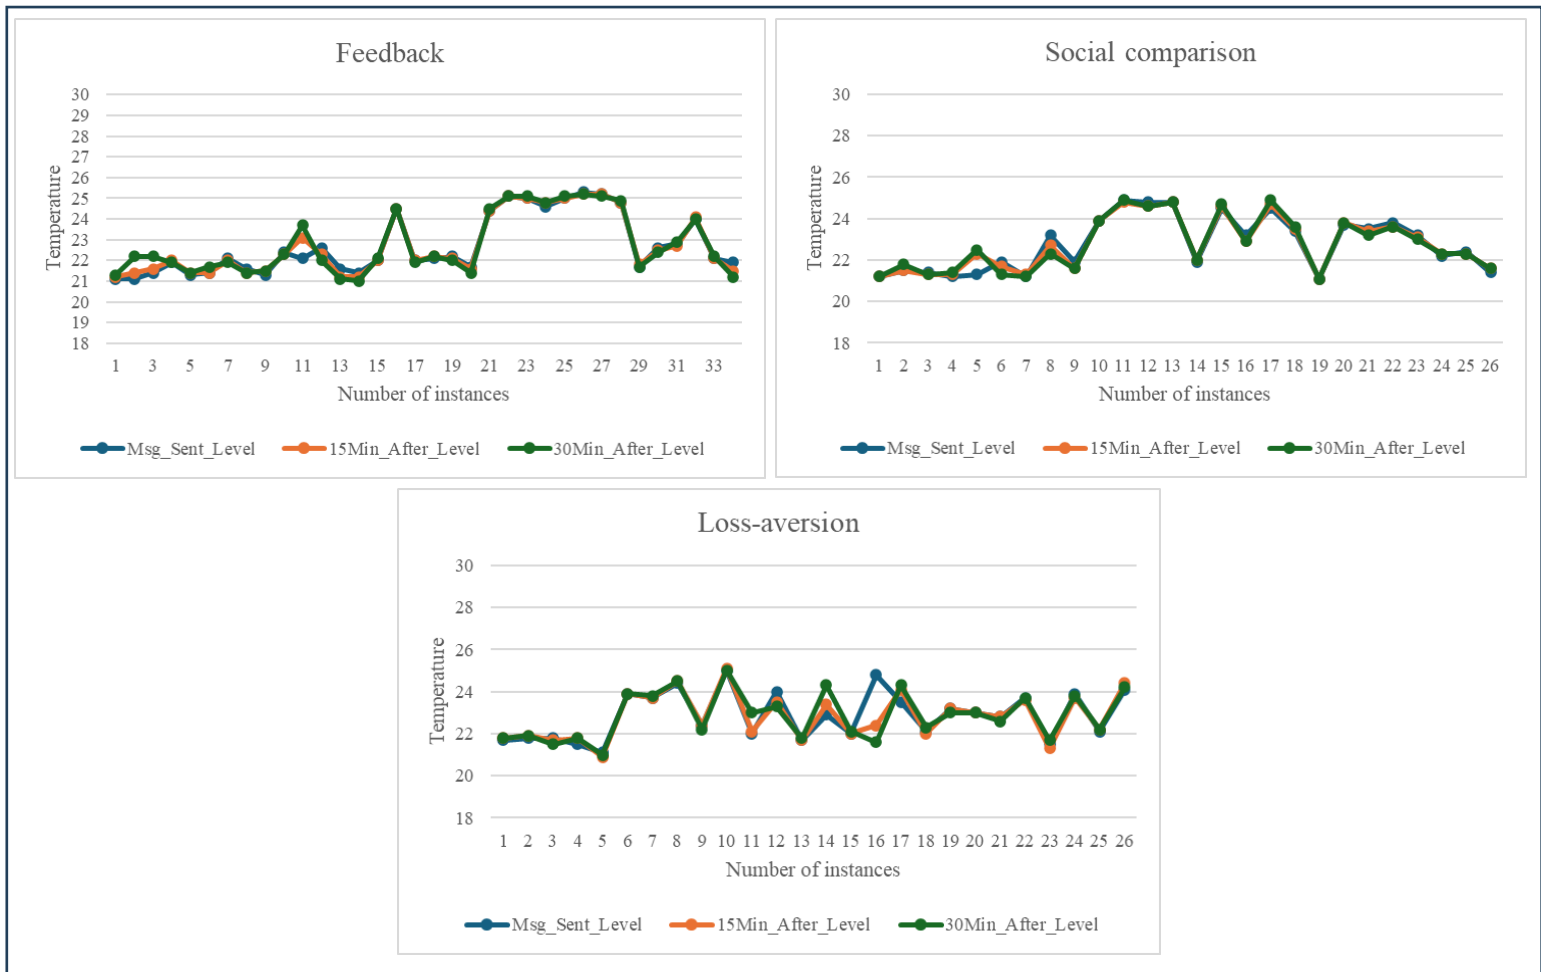 Feedback
30
29
28
27
26
25
24
23
22
21
20
19
18
Temperature
1 3 5 7 9 11 13 15 17 19 21 23 25 27 29 31 33
Number of instances
Msg_Sent_Level 15Min_After_Level 30Min_After_Level
Social comparison
30
28
26
24
22
20
18
Temperature
1 2 3 4 5 6 7 8 9 10 11 12 13 14 15 16 17 18 19 20 21 22 23 24 25 26
Number of instances
Msg_Sent_Level 15Min_After_Level 30Min_After_Level
Loss-aversion
30
28
26
24
22
20
18
Temperature
1 2 3 4 5 6 7 8 9 10 11 12 13 14 15 16 17 18 19 20 21 22 23 24 25 26
Number of instances
Msg_Sent_Level 15Min_After_Level 30Min_After_Level